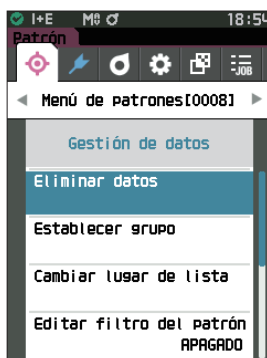 I+E M⁰ 18:54
Patrón
-JOB
Menú de patrones[0008]
Gestión de datos
Eliminar datos
Establecer grupo
Cambiar lugar de lista
Editar filtro del patrón
APAGADO